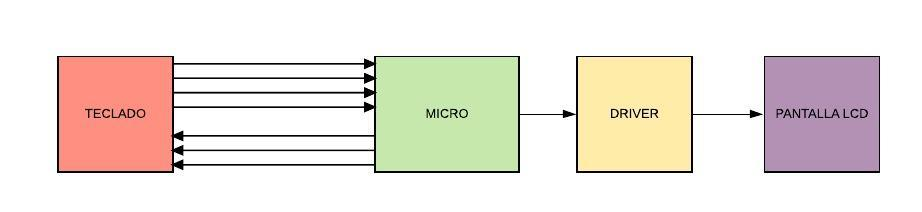 TECLADO
MICRO
DRIVER
PANTALLA LCD